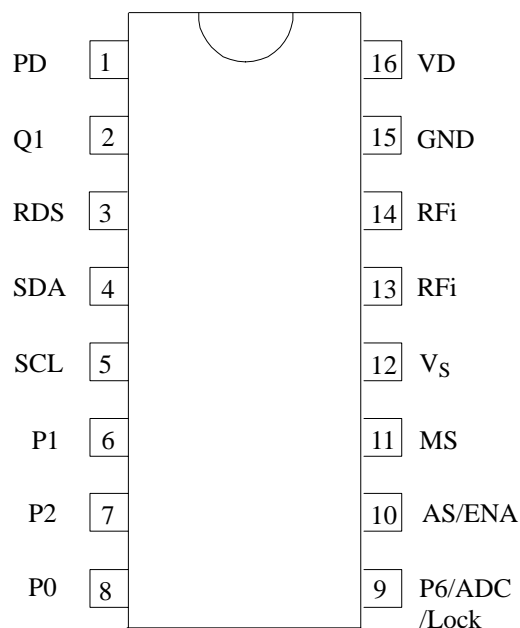 PD 1 16 VD
Q1 2 15 GND
RDS 3 14 RFi
SDA 4 13 RFi
SCL 5 12 VS
P1 6 11 MS
P2 7 10 AS/ENA
P0 8 9 P6/ADC
/Lock